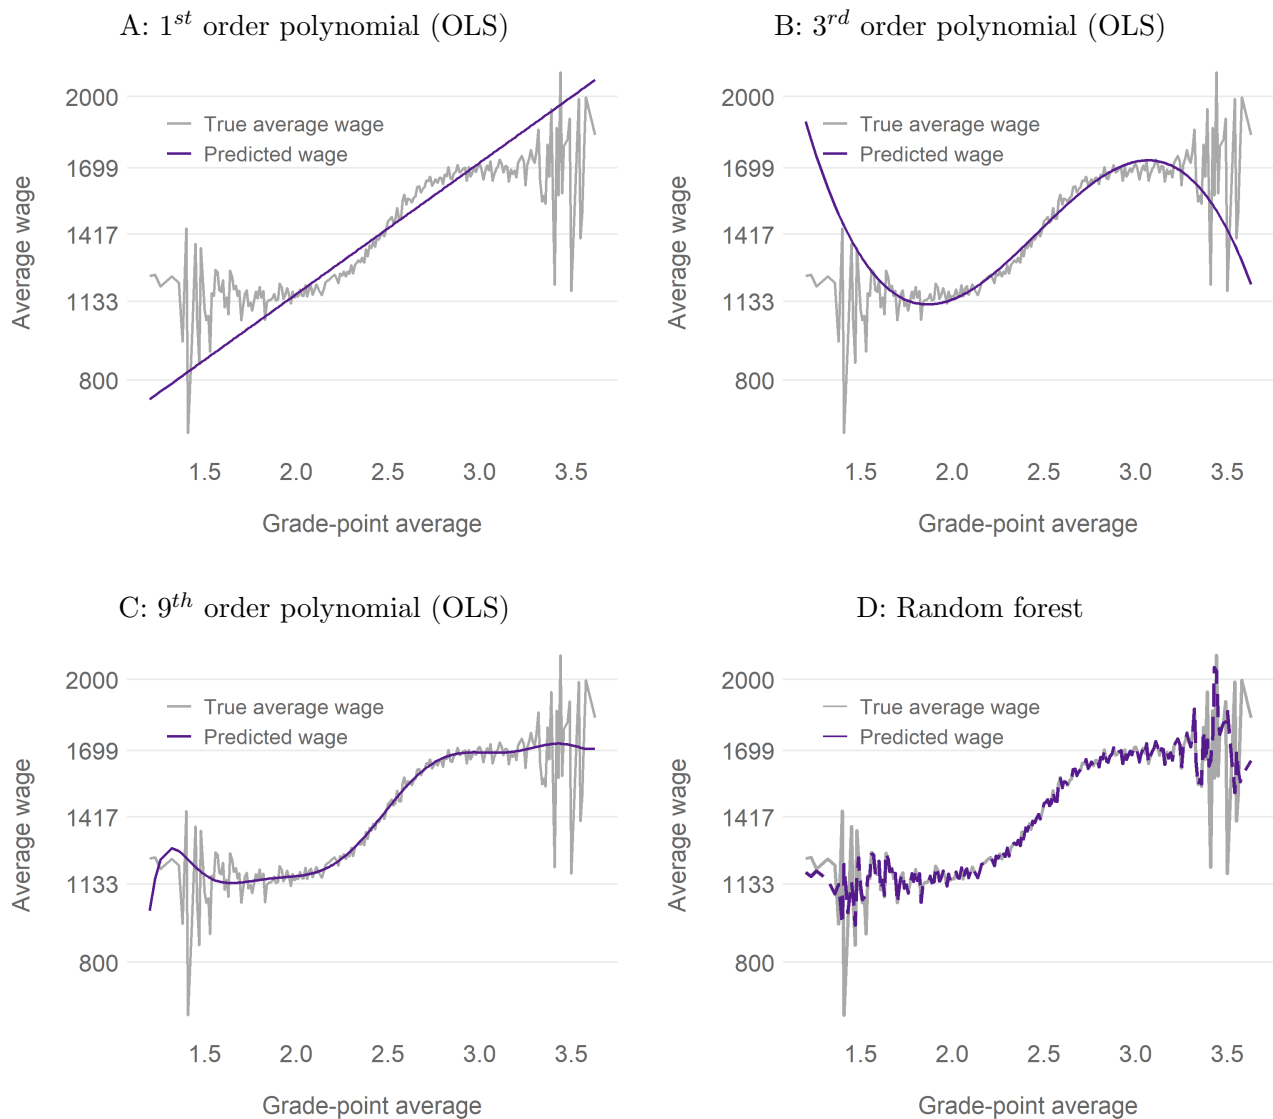 A: 1st order polynomial (OLS)
2000
1699
1417
1133
800
Average wage
True average wage
Predicted wage
1.5 2.0 2.5 3.0 3.5
Grade-point average
B: 3rd order polynomial (OLS)
2000
1699
1417
1133
800
Average wage
True average wage
Predicted wage
1.5 2.0 2.5 3.0 3.5
Grade-point average
C: 9th order polynomial (OLS)
2000
1699
1417
1133
800
Average wage
True average wage
Predicted wage
1.5 2.0 2.5 3.0 3.5
Grade-point average
D: Random forest
2000
1699
1417
1133
800
Average wage
True average wage
Predicted wage
1.5 2.0 2.5 3.0 3.5
Grade-point average